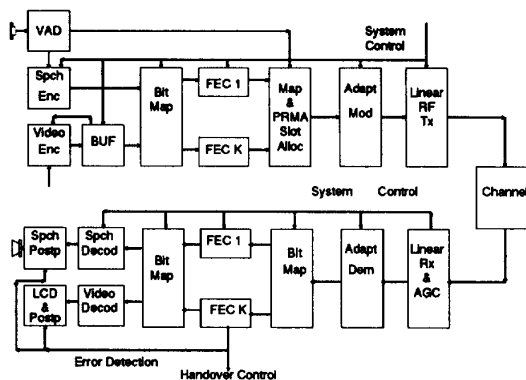 VAD
System
Control
Spch
Enc
Bit
Map
FEC 1
Map
&
PRMA
Slot
Alloc
Adapt
Mod
Linear
RF
Tx
Video
Enc
BUF
FEC K
System Control
Channel
Spch
Postp
Spch
Decod
Bit
Map
FEC 1
Bit
Map
Adapt
Dem
Linear
Rx
&
AGC
LCD
&
Postp
Video
Decod
FEC K
Error Detection
Handover Control